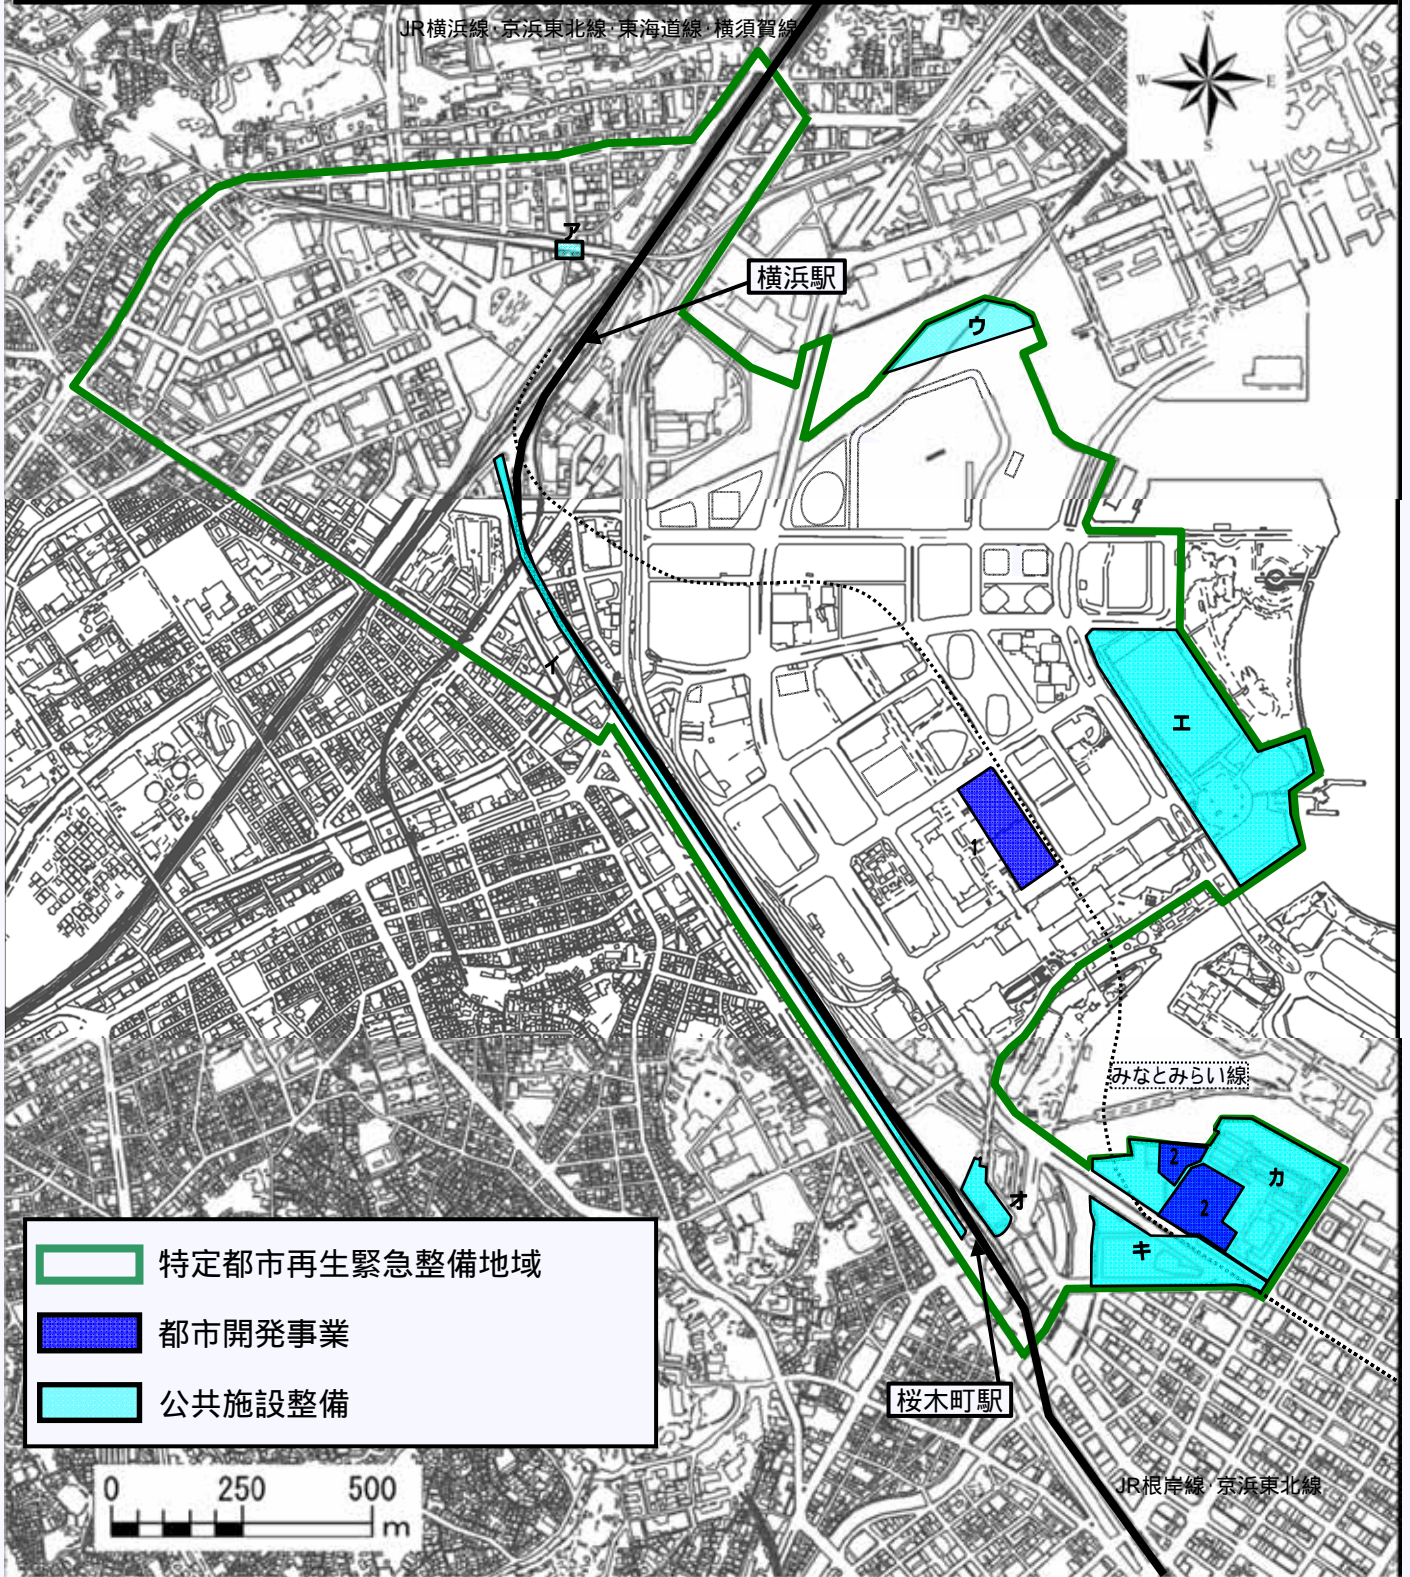 JR横浜線・京浜東北線・東海道線・横須賀線
N
W
E
S
ア
横浜駅
ウ
イ
エ
1
みなとみらい線
2
カ
2
オ
キ
特定都市再生緊急整備地域
都市開発事業
公共施設整備
桜木町駅
JR根岸線・京浜東北線
0 250 500
m